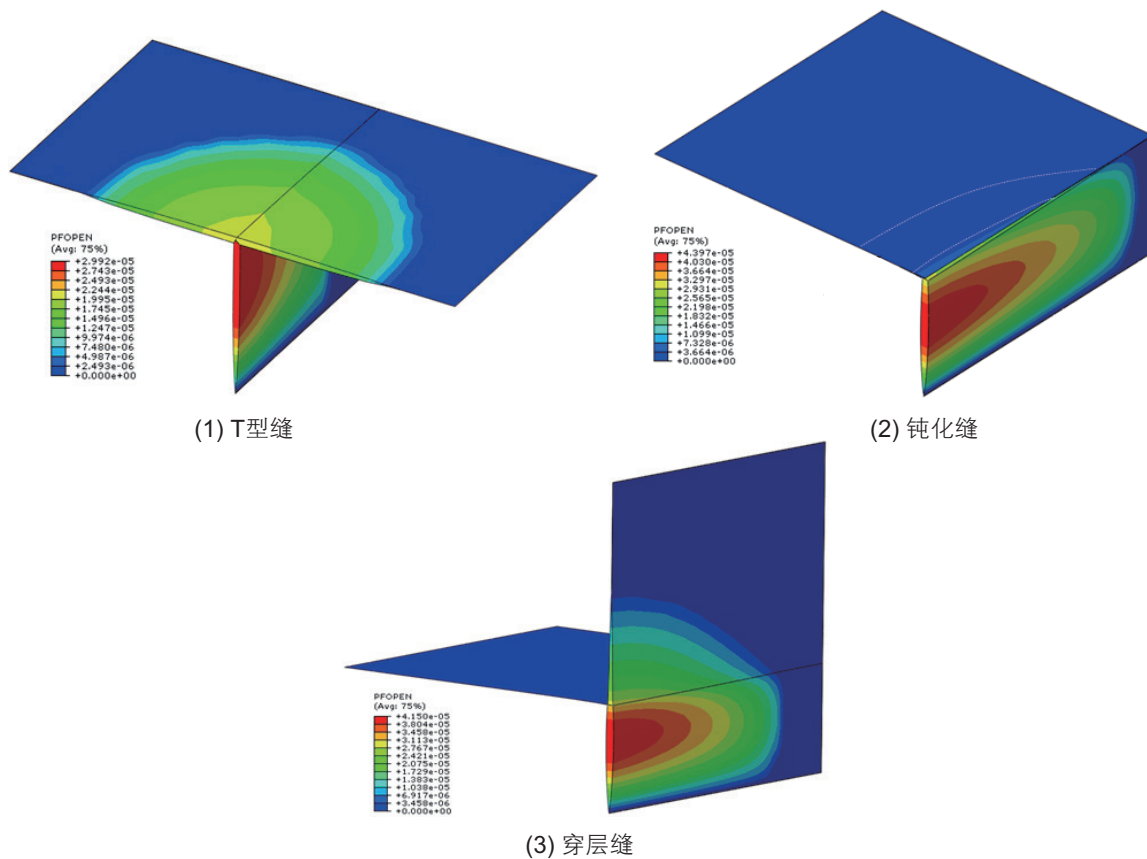 PFOPEN
(Avg: 75%)
+2.992e-05
+2.743e-05
+2.493e-05
+2.244e-05
+1.995e-05
+1.745e-05
+1.496e-05
+1.247e-05
+9.974e-06
+7.480e-06
+4.987e-06
+2.493e-06
+0.000e+00
(1) T型缝
PFOPEN
(Avg: 75%)
+4.397e-05
+4.030e-05
+3.664e-05
+3.297e-05
+2.931e-05
+2.565e-05
+2.198e-05
+1.832e-05
+1.466e-05
+1.099e-05
+7.328e-06
+3.664e-06
+0.000e+00
(2) 钝化缝
PFOPEN
(Avg: 75%)
+4.150e-05
+3.804e-05
+3.458e-05
+3.113e-05
+2.767e-05
+2.421e-05
+2.075e-05
+1.729e-05
+1.383e-05
+1.038e-05
+6.917e-06
+3.458e-06
+0.000e+00
(3) 穿层缝